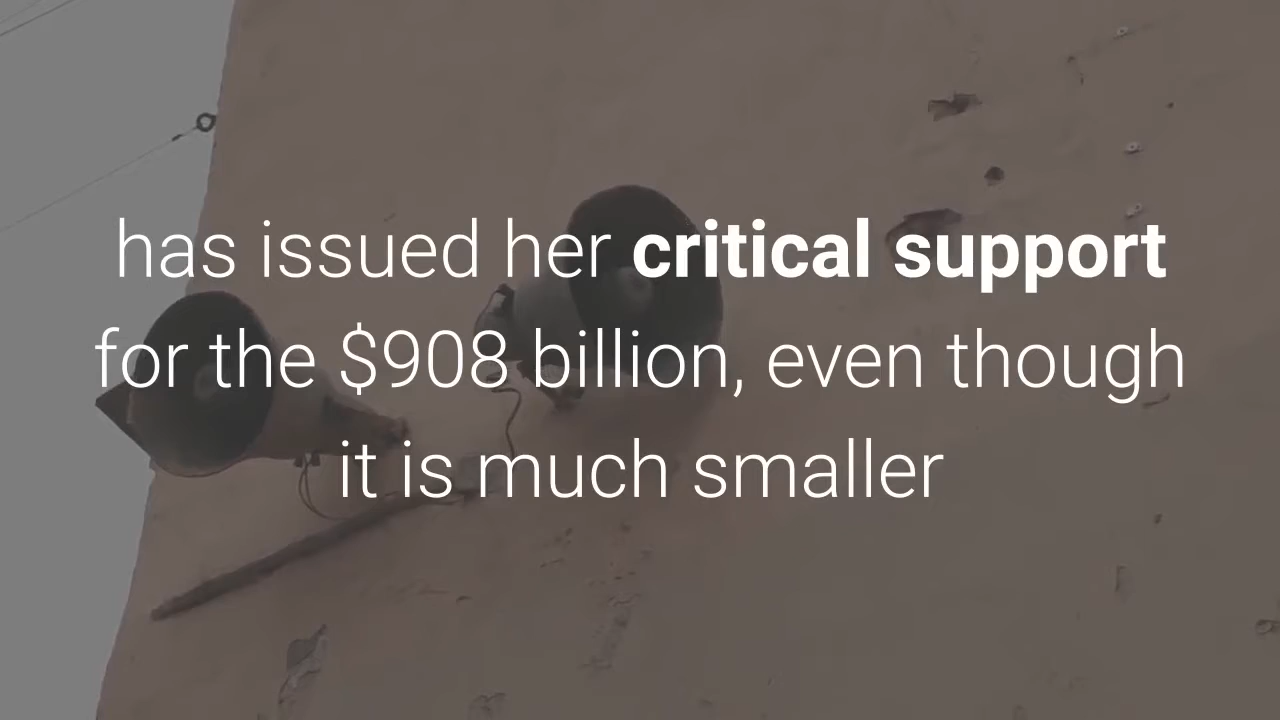 has issued her critical support
for the $908 billion, even though
it is much smaller